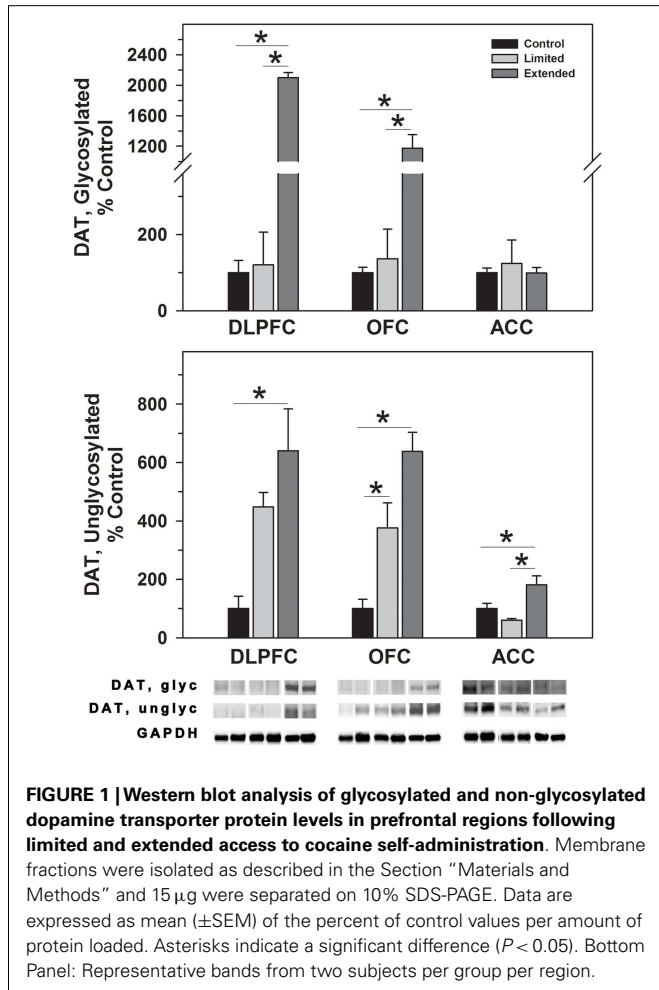 DAT, Glycosylated
% Control
2400
2000
1600
1200
200
0
*
*
*
*
Control
Limited
Extended
DLPFC
OFC
ACC
DAT, Unglycosylated
% Control
800
600
400
200
0
*
*
*
*
*
DLPFC
OFC
ACC
DAT, glyc
DAT, unglyc
GAPDH
FIGURE 1 | Western blot analysis of glycosylated and non-glycosylated
dopamine transporter protein levels in prefrontal regions following
limited and extended access to cocaine self-administration. Membrane
fractions were isolated as described in the Section “Materials and
Methods” and 15 μg were separated on 10% SDS-PAGE. Data are
expressed as mean (±SEM) of the percent of control values per amount of
protein loaded. Asterisks indicate a significant difference (P < 0.05). Bottom
Panel: Representative bands from two subjects per group per region.